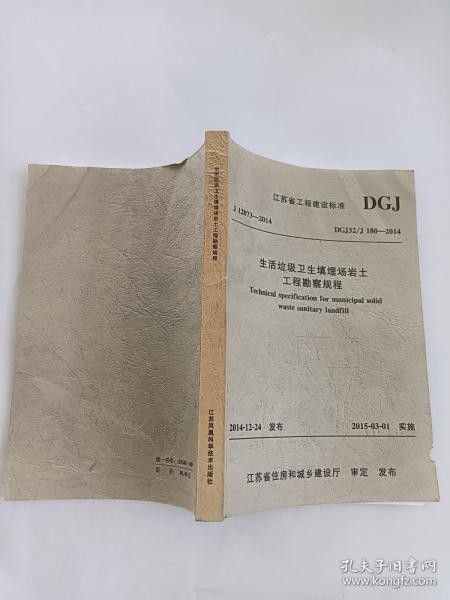 江苏省工程建设标准 DGJ
J 12873—2014
DGJ32/J 180—2014
生活垃圾卫生填埋场岩土
工程勘察规程
Technical specification for municipal solid
waste sanitary landfill
2014-12-24 发布 2015-03-01 实施
江苏省住房和城乡建设厅 审定 发布
生活垃圾卫生填埋场岩土工程勘察规程
江苏凤凰科学技术出版社
孔夫子旧书网
www.kongfz.com